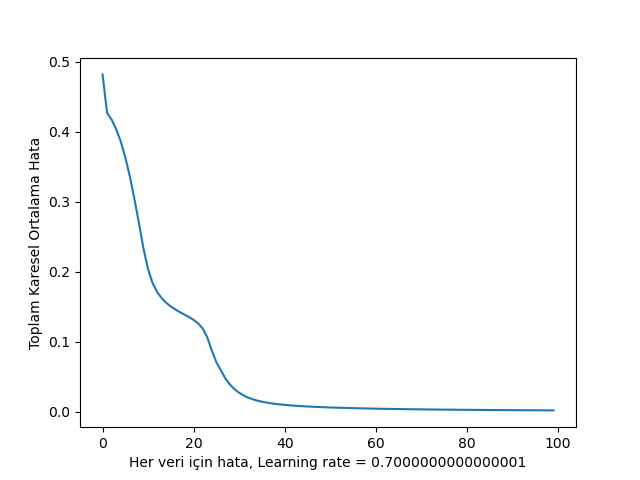 0.5
0.4
0.3
0.2
0.1
0.0
Toplam Karesel Ortalama Hata
0 20 40 60 80 100
Her veri için hata, Learning rate = 0.7000000000000001